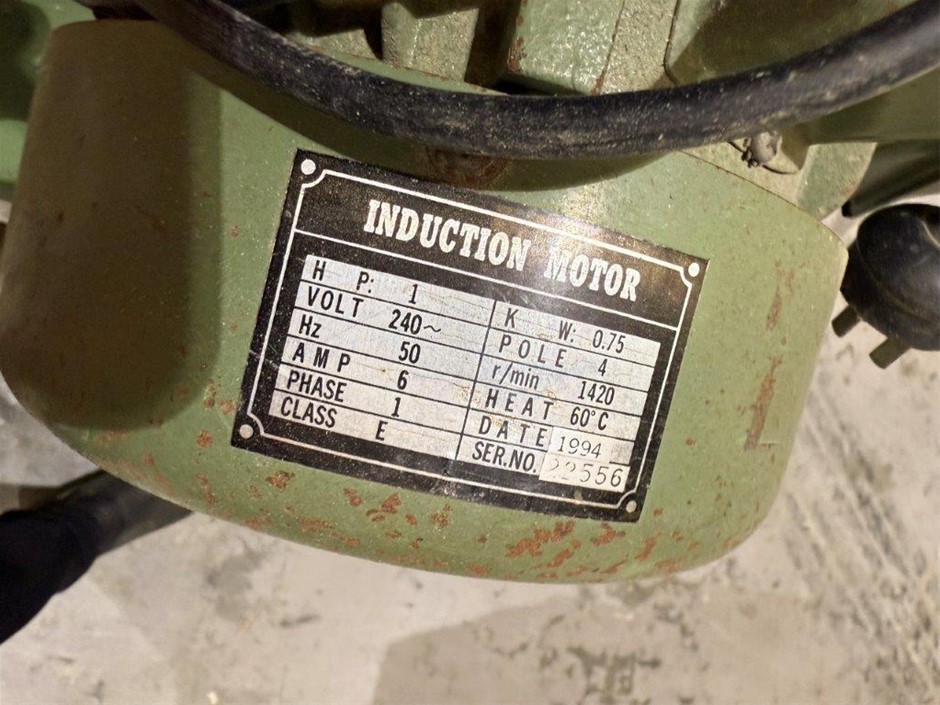 INDUCTION MOTOR
H P: 1 K W: 0.75
VOLT 240~ POLE 4
Hz 50 r/min 1420
AMP 6 HEAT 60°C
PHASE 1 DATE 1994
CLASS E SER.NO. 22556